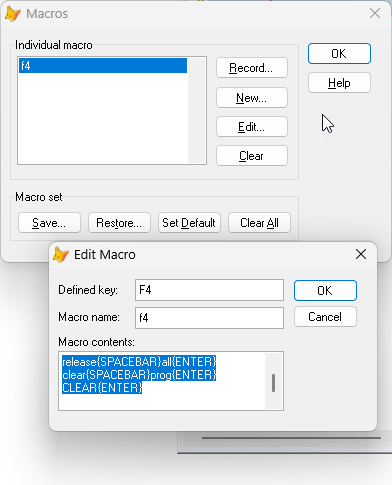 Macros
Individual macro
f4
Record...
New...
Edit...
Clear
OK
Help
Macro set
Save...
Restore...
Set Default
Clear All
Edit Macro
Defined key:
F4
OK
Macro name:
f4
Cancel
Macro contents:
release{SPACEBAR}all{ENTER}
clear{SPACEBAR}prog{ENTER}
CLEAR{ENTER}